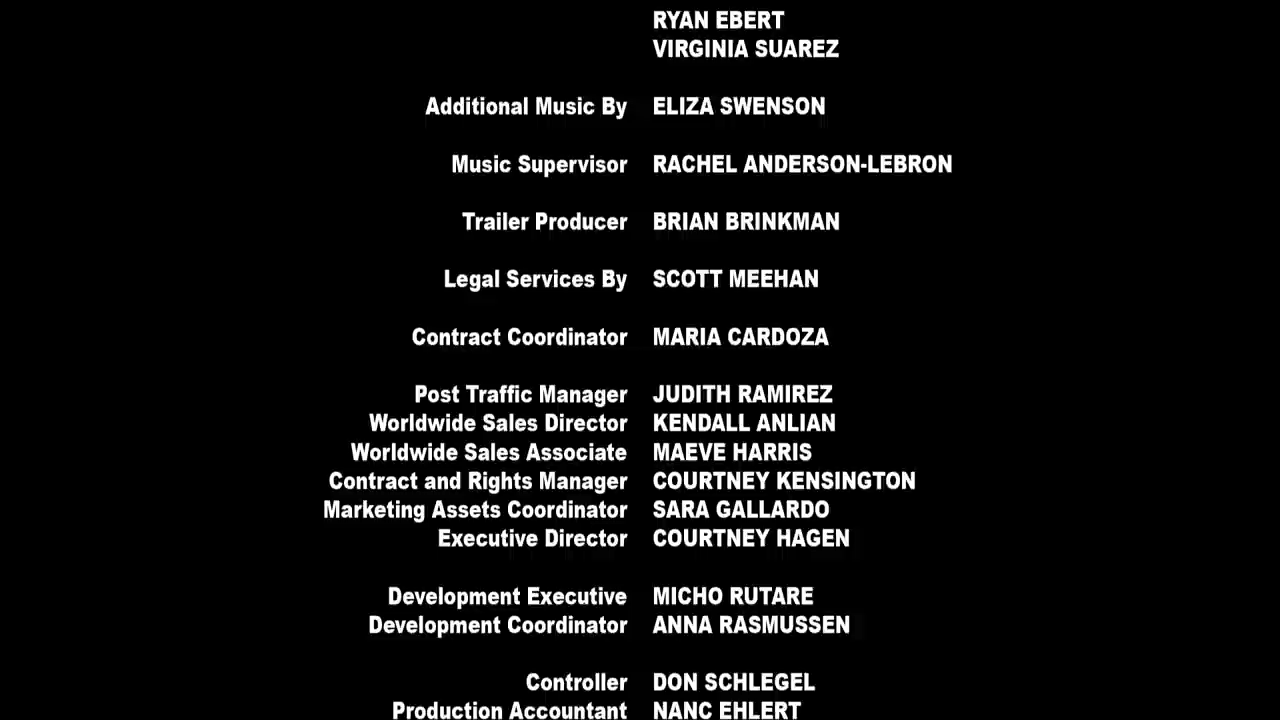 RYAN EBERT
VIRGINIA SUAREZ
Additional Music By ELIZA SWENSON
Music Supervisor RACHEL ANDERSON-LEBRON
Trailer Producer BRIAN BRINKMAN
Legal Services By SCOTT MEEHAN
Contract Coordinator MARIA CARDOZA
Post Traffic Manager JUDITH RAMIREZ
Worldwide Sales Director KENDALL ANLIAN
Worldwide Sales Associate MAEVE HARRIS
Contract and Rights Manager COURTNEY KENSINGTON
Marketing Assets Coordinator SARA GALLARDO
Executive Director COURTNEY HAGEN
Development Executive MICHO RUTARE
Development Coordinator ANNA RASMUSSEN
Controller DON SCHLEGEL
Production Accountant NANC EHLERT